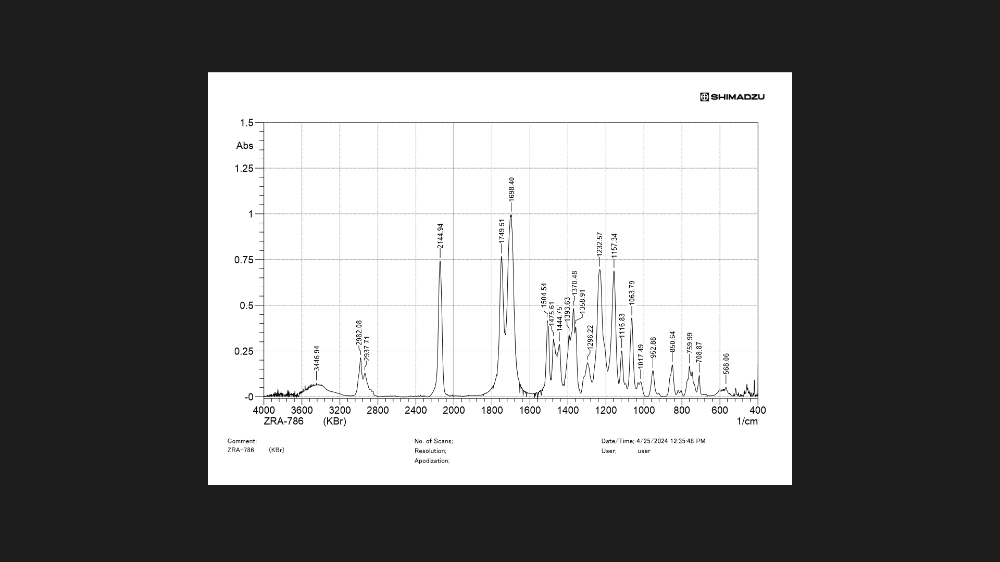 SHIMADZU
1.5
Abs
1.25
1
0.75
0.5
0.25
-0
3446.94
2982.08
2937.71
2144.94
1749.51
1698.40
1504.54
1475.61
1444.75
1393.63
1370.48
1358.91
1296.22
1232.57
1157.34
1116.83
1063.79
1017.49
952.88
850.64
759.99
708.87
568.06
4000 3600 3200 2800 2400 2000 1800 1600 1400 1200 1000 800 600 400
ZRA-786 (KBr) 1/cm
Comment;
ZRA-786 (KBr)
No. of Scans;
Resolution;
Apodization;
Date/Time; 4/25/2024 12:35:48 PM
User; user